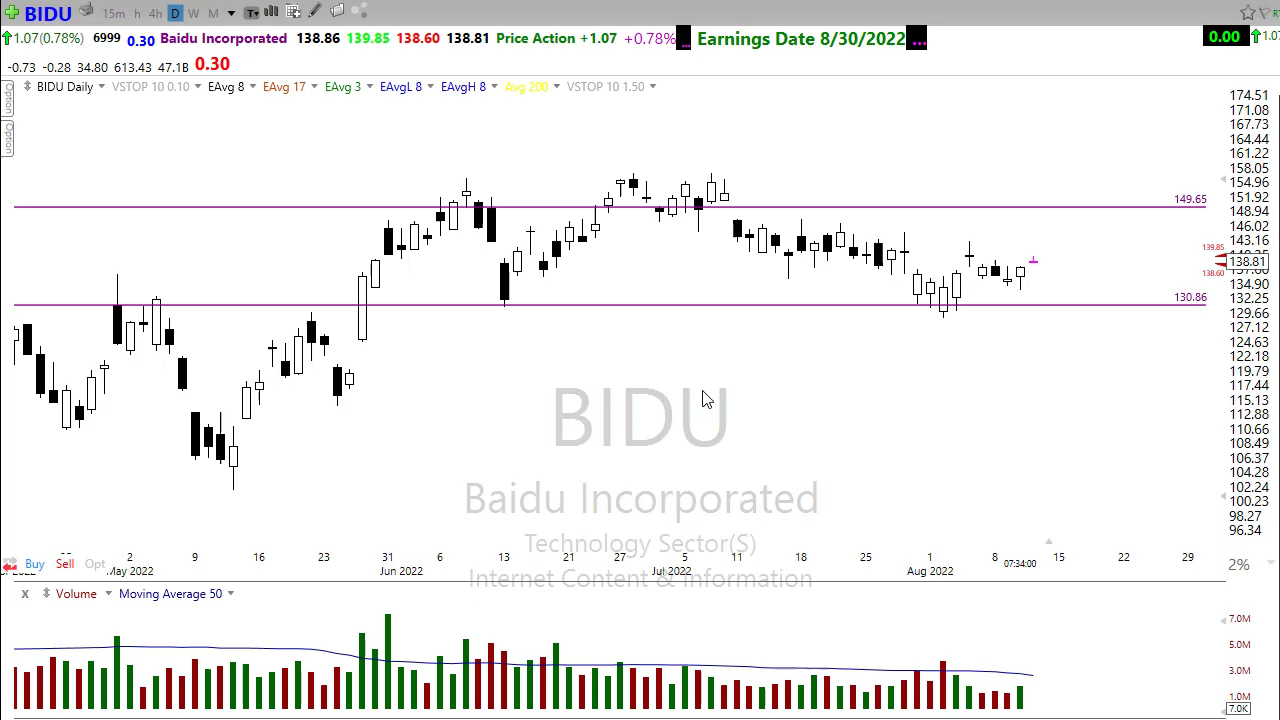 BIDU 15m h 4h D W M T
1.07(0.78%) 6999 0.30 Baidu Incorporated 138.86 139.85 138.60 138.81 Price Action +1.07 +0.78% ... Earnings Date 8/30/2022 ... 0.00
-0.73 -0.28 34.80 613.43 47.1B 0.30
BIDU Daily VSTOP 10 0.10 EAvg 8 EAvg 17 EAvg 3 EAvgL 8 EAvgH 8 Avg 200 VSTOP 10 1.50
Option
Option
174.51
171.08
167.73
164.44
161.22
158.05
154.96
151.92
149.65
148.94
146.02
143.16
139.85
138.81
138.60
134.90
130.86
132.25
129.66
127.12
124.63
122.18
119.79
117.44
115.13
112.88
110.66
108.49
106.37
104.28
102.24
100.23
98.27
96.34
BIDU
Baidu Incorporated
Technology Sector(S)
Internet Content & Information
2 9 16 23 31 6 13 21 27 5 11 18 25 1 8 15 22 29
Buy Sell Opt
May 2022 Jun 2022 Jul 2022 Aug 2022 07:34:00
2%
x Volume Moving Average 50
7.0M
5.0M
3.0M
1.0M
7.0K